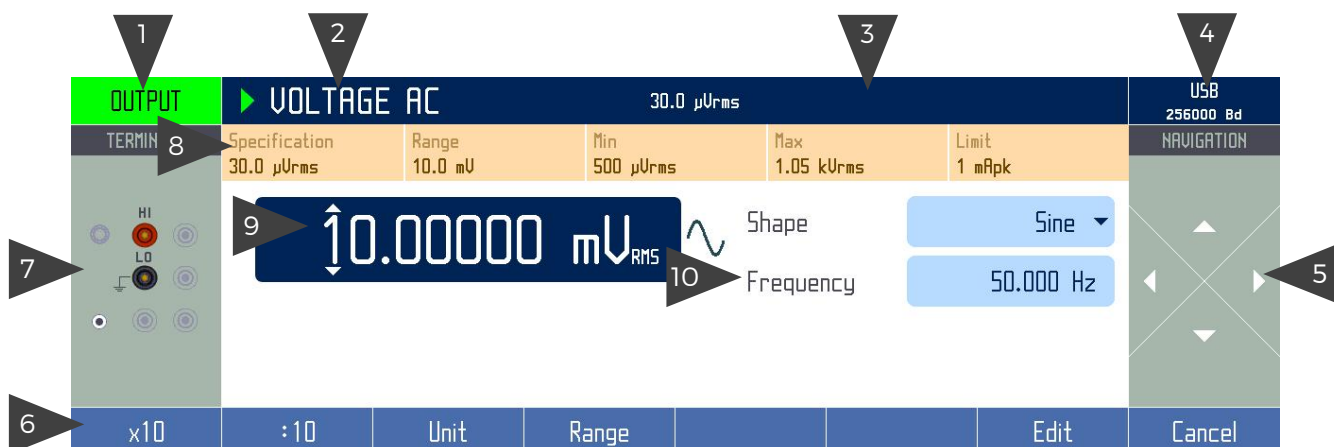 1 2 3 4
OUTPUT VOLTAGE AC 30.0 µVrms USB
256000 Bd
8 Specification Range Min Max Limit NAVIGATION
30.0 µVrms 10.0 mV 500 µVrms 1.05 kVrms 1 mApk
HI
LO
7
9 10.00000 mVRMS
Shape Sine
10 Frequency 50.000 Hz
5
6 x10 :10 Unit Range Edit Cancel